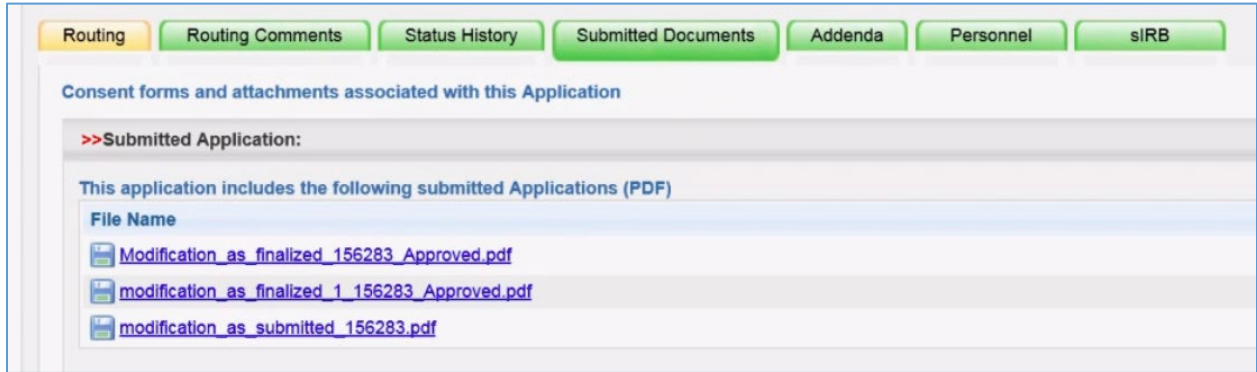 Routing Routing Comments Status History Submitted Documents Addenda Personnel sIRB
Consent forms and attachments associated with this Application
>>Submitted Application:
This application includes the following submitted Applications (PDF)
File Name
Modification_as_finalized_156283_Approved.pdf
modification_as_finalized_1_156283_Approved.pdf
modification_as_submitted_156283.pdf